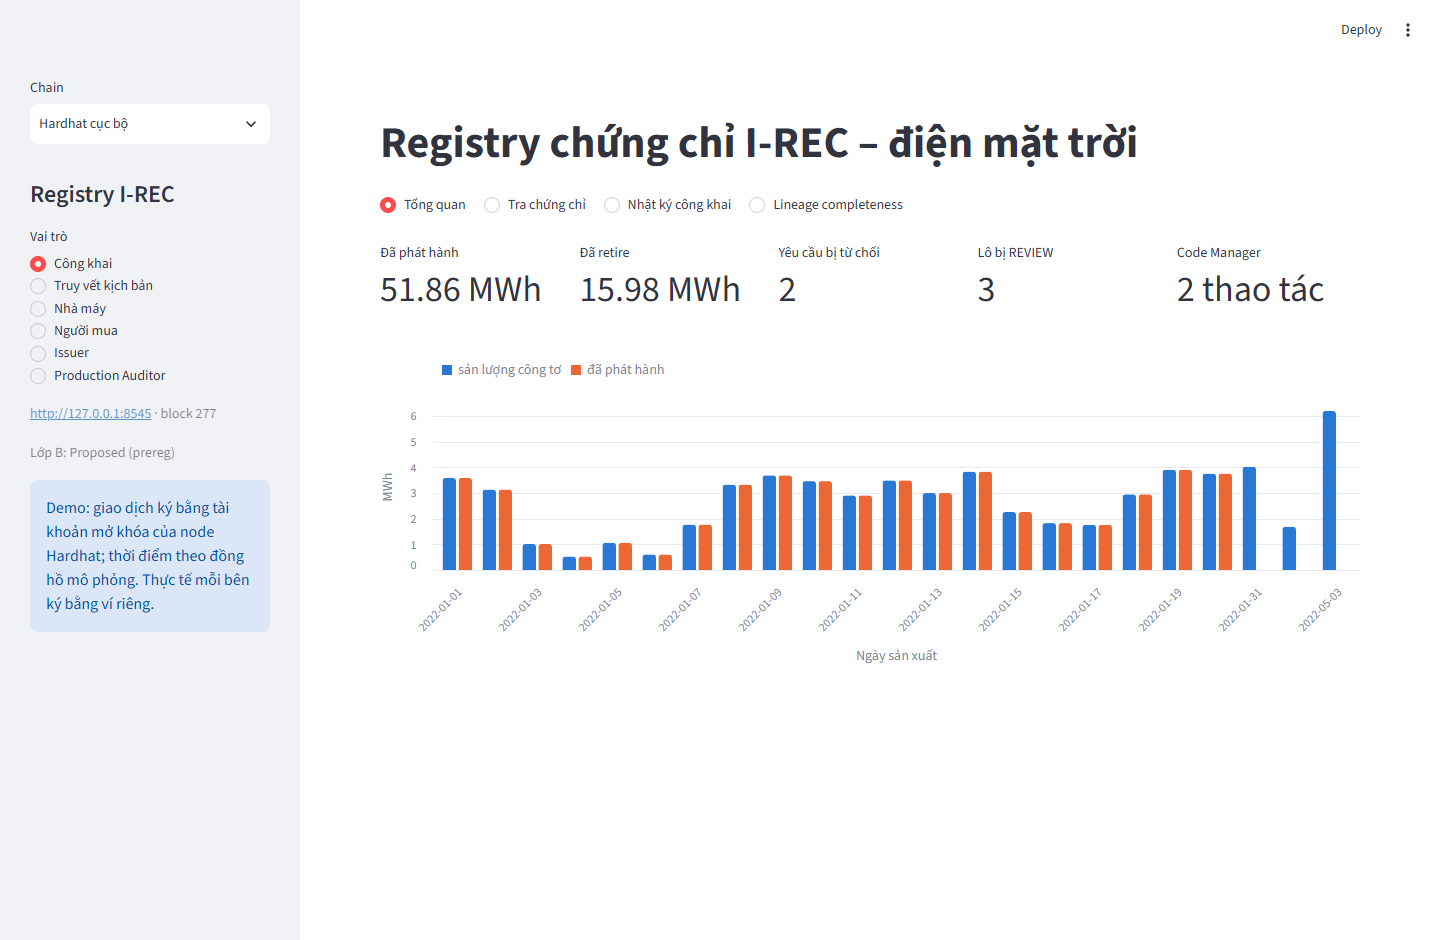 Deploy
Chain
Hardhat cục bộ
Registry I-REC
Vai trò
Công khai
Truy vết kịch bản
Nhà máy
Người mua
Issuer
Production Auditor
http://127.0.0.1:8545 · block 277
Lớp B: Proposed (prereg)
Demo: giao dịch ký bằng tài
khoản mở khóa của node
Hardhat; thời điểm theo đồng
hồ mô phỏng. Thực tế mỗi bên
ký bằng ví riêng.
Registry chứng chỉ I-REC – điện mặt trời
Tổng quan Tra chứng chỉ Nhật ký công khai Lineage completeness
Đã phát hành Đã retire Yêu cầu bị từ chối Lô bị REVIEW Code Manager
51.86 MWh 15.98 MWh 2 3 2 thao tác
sản lượng công tơ đã phát hành
6
5
4
3
2
1
0
MWh
2022-01-01 2022-01-03 2022-01-05 2022-01-07 2022-01-09 2022-01-11 2022-01-13 2022-01-15 2022-01-17 2022-01-19 2022-01-31 2022-05-03
Ngày sản xuất